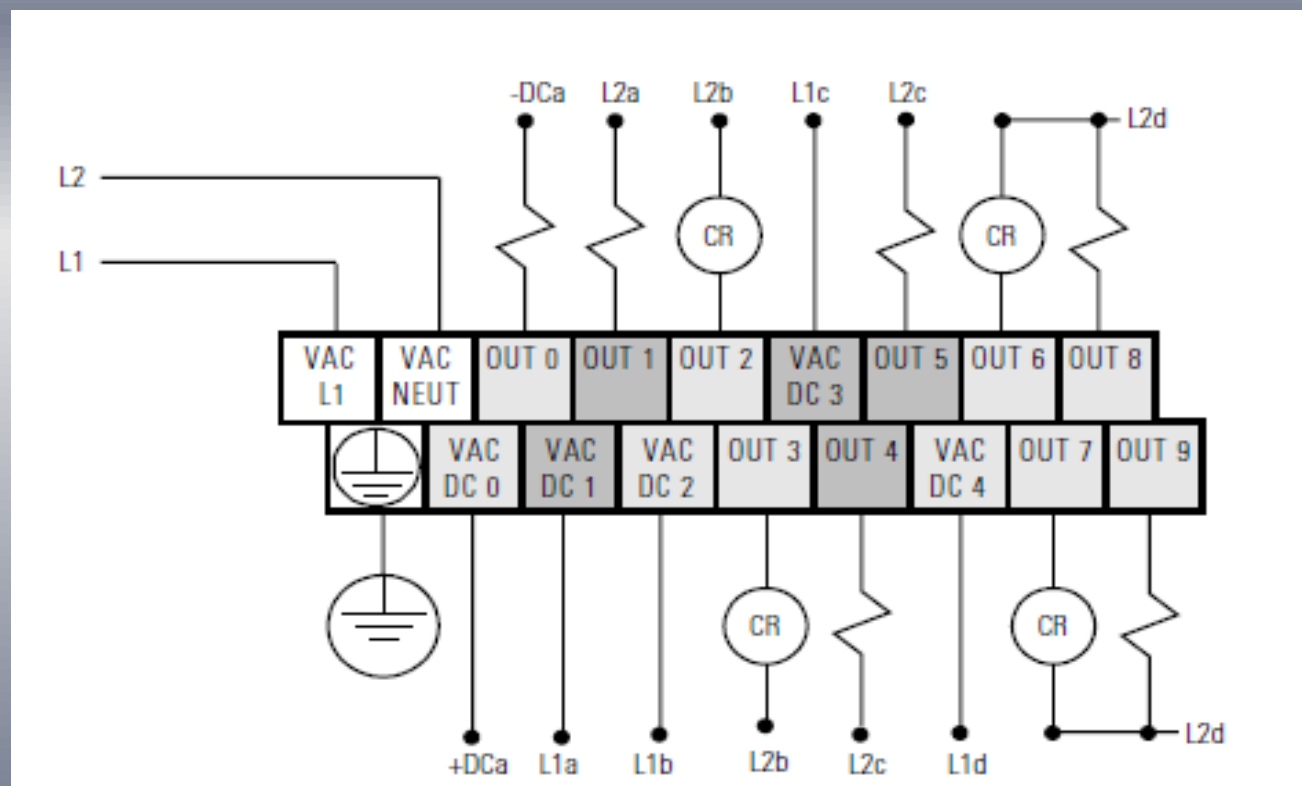 -DCa L2a L2b L1c L2c
L2d
L2
CR CR
L1
VAC L1 VAC NEUT OUT 0 OUT 1 OUT 2 VAC DC 3 OUT 5 OUT 6 OUT 8
VAC DC 0 VAC DC 1 VAC DC 2 OUT 3 OUT 4 VAC DC 4 OUT 7 OUT 9
CR CR
L2d
+DCa L1a L1b L2b L2c L1d